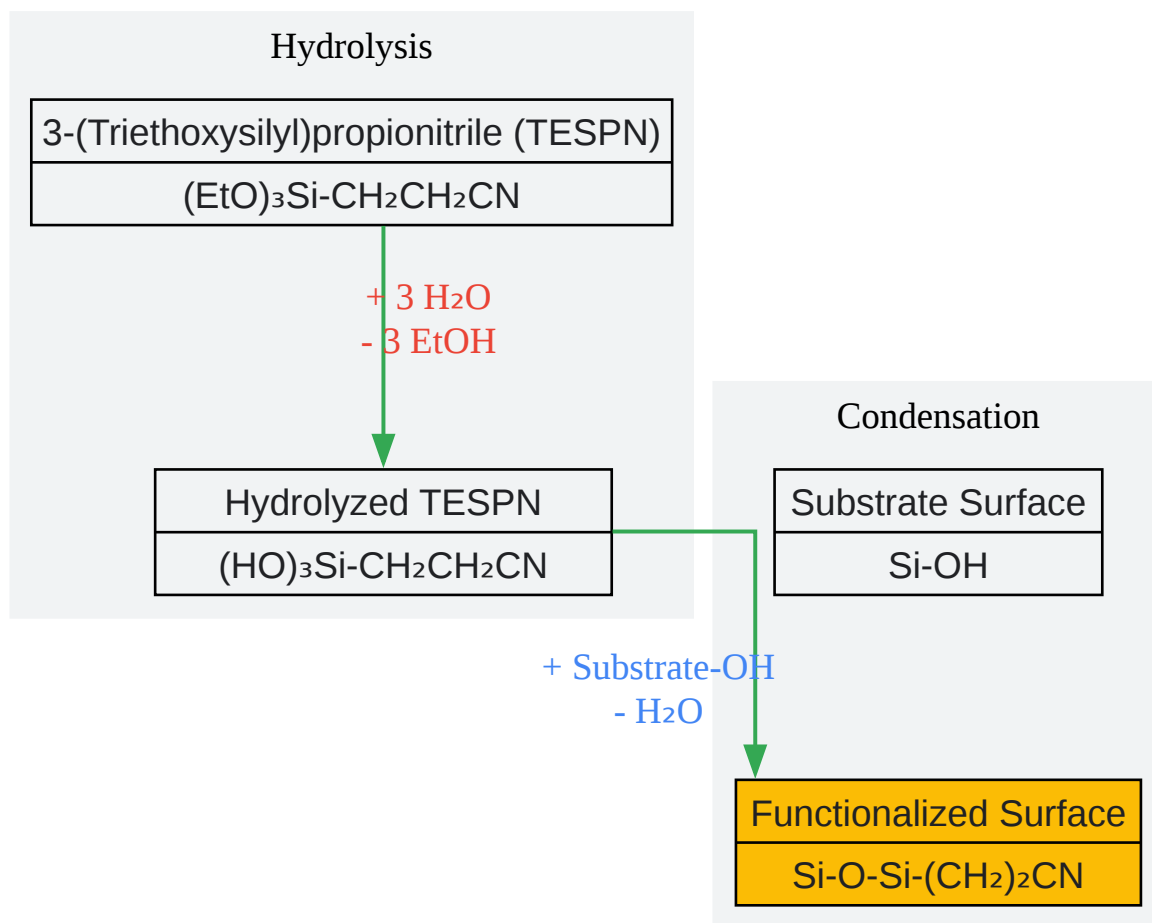 Hydrolysis
3-(Triethoxysilyl)propionitrile (TESPN)
(EtO)₃Si-CH₂CH₂CN
+ 3 H₂O
- 3 EtOH
Hydrolyzed TESPN
(HO)₃Si-CH₂CH₂CN
Condensation
Substrate Surface
Si-OH
+ Substrate-OH
- H₂O
Functionalized Surface
Si-O-Si-(CH₂)₂CN